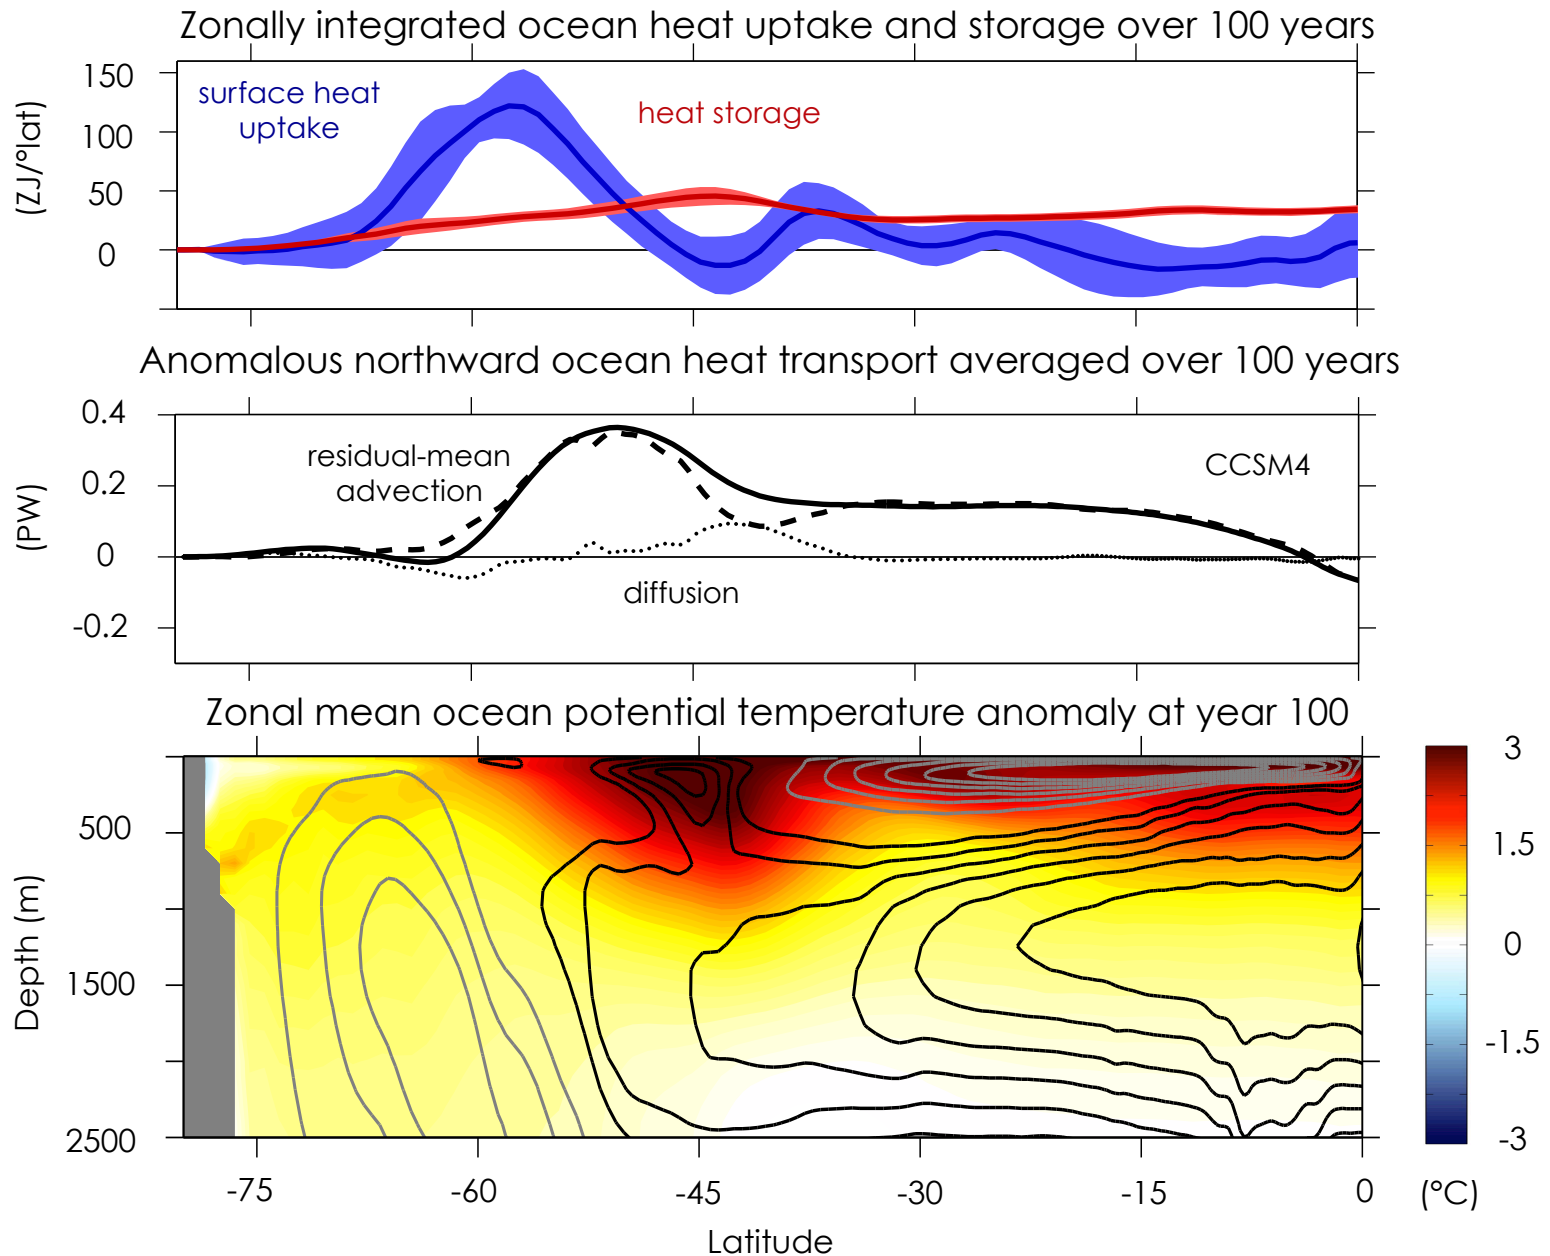 Zonally integrated ocean heat uptake and storage over 100 years
150
100
50
0
(ZJ/°lat)
surface heat
uptake
heat storage
Anomalous northward ocean heat transport averaged over 100 years
0.4
0.2
0
-0.2
(PW)
residual-mean
advection
CCSM4
diffusion
Zonal mean ocean potential temperature anomaly at year 100
500
1500
2500
Depth (m)
-75
-60
-45
-30
-15
0
Latitude
3
1.5
0
-1.5
-3
(°C)